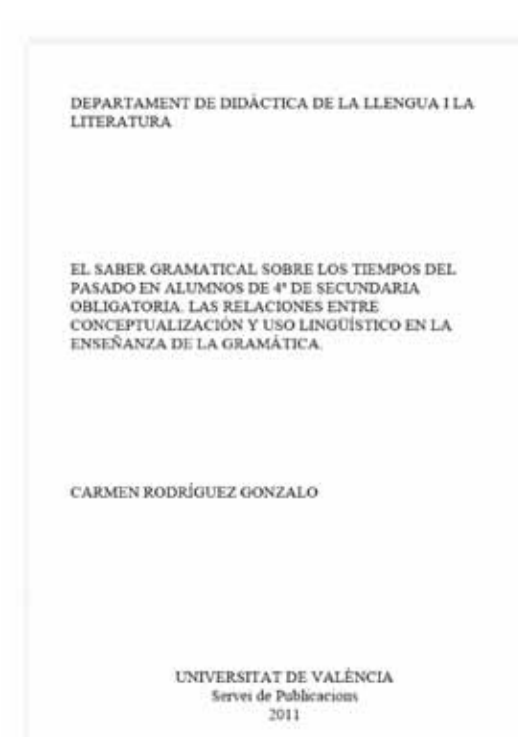 DEPARTAMENT DE DIDÀCTICA DE LA LLENGUA I LA
LITERATURA
EL SABER GRAMATICAL SOBRE LOS TIEMPOS DEL
PASADO EN ALUMNOS DE 4º DE SECUNDARIA
OBLIGATORIA. LAS RELACIONES ENTRE
CONCEPTUALIZACIÓN Y USO LINGÜÍSTICO EN LA
ENSEÑANZA DE LA GRAMÁTICA.
CARMEN RODRÍGUEZ GONZALO
UNIVERSITAT DE VALÈNCIA
Servei de Publicacions
2011